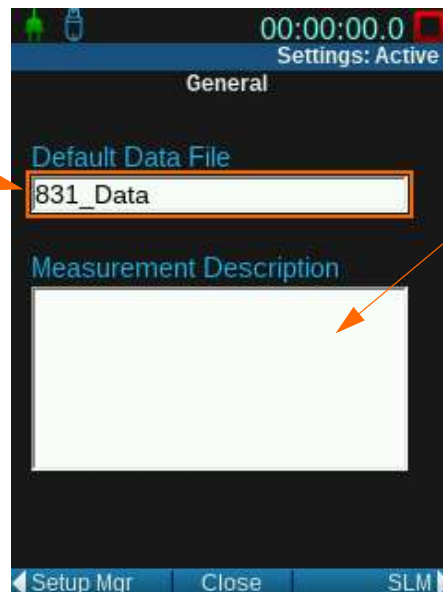 00:00:00.0
Settings: Active
General
Default Data File
831_Data
Measurement Description
Setup Mgr Close SLM